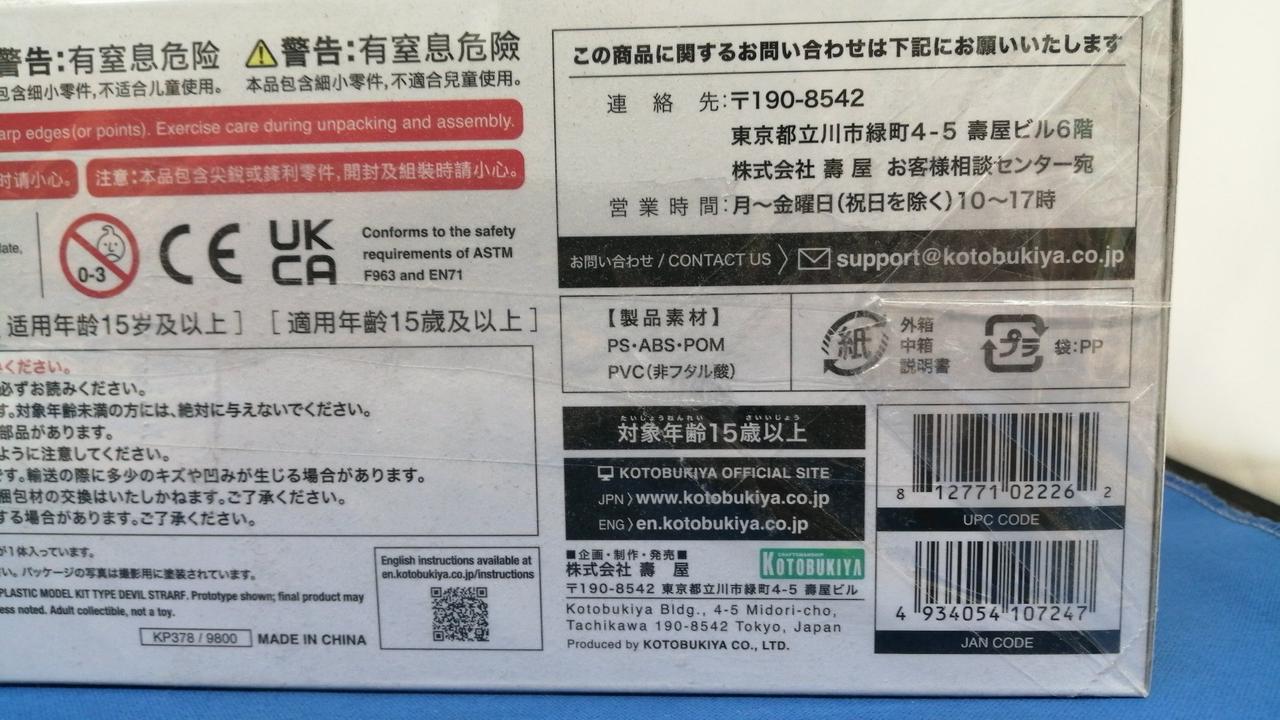 警告:有窒息危险
包含细小零件,不适合儿童使用。
警告:有窒息危險
本品包含細小零件,不適合兒童使用。
arp edges(or points). Exercise care during unpacking and assembly.
时请小心。
注意:本品包含尖銳或鋒利零件,開封及組裝時請小心。
late,
0-3
CE
UK
CA
Conforms to the safety
requirements of ASTM
F963 and EN71
适用年龄15岁及以上]
[適用年齡15歲及以上]
ください。
必ずお読みください。
す。対象年齢未満の方には、絶対に与えないでください。
部品があります。
ように注意してください。
です。輸送の際に多少のキズや凹みが生じる場合があります。
梱包材の交換はいたしかねます。ご了承ください。
する場合があります。ご了承ください。
が1体入っています。
い。パッケージの写真は撮影用に塗装されています。
PLASTIC MODEL KIT TYPE DEVIL STRARF. Prototype shown; final product may
ess noted. Adult collectible, not a toy.
KP378 / 9800
MADE IN CHINA
English instructions available at
en.kotobukiya.co.jp/instructions
この商品に関するお問い合わせは下記にお願いいたします
連絡先:〒190-8542
東京都立川市緑町4-5 壽屋ビル6階
株式会社 壽屋 お客様相談センター宛
営業時間:月〜金曜日(祝日を除く)10〜17時
お問い合わせ / CONTACT US 〉 support@kotobukiya.co.jp
【製品素材】
PS・ABS・POM
PVC(非フタル酸)
紙
外箱
中箱
説明書
プラ
袋:PP
たいしょうねんれい さいいじょう
対象年齢15歳以上
KOTOBUKIYA OFFICIAL SITE
JPN 〉www.kotobukiya.co.jp
ENG 〉en.kotobukiya.co.jp
■企画・制作・発売■
株式会社 壽屋
CRAFTSMANSHIP
KOTOBUKIYA
〒190-8542 東京都立川市緑町4-5 壽屋ビル
Kotobukiya Bldg., 4-5 Midori-cho,
Tachikawa 190-8542 Tokyo, Japan
Produced by KOTOBUKIYA CO., LTD.
8 12771 02226 2
UPC CODE
4 934054 107247
JAN CODE